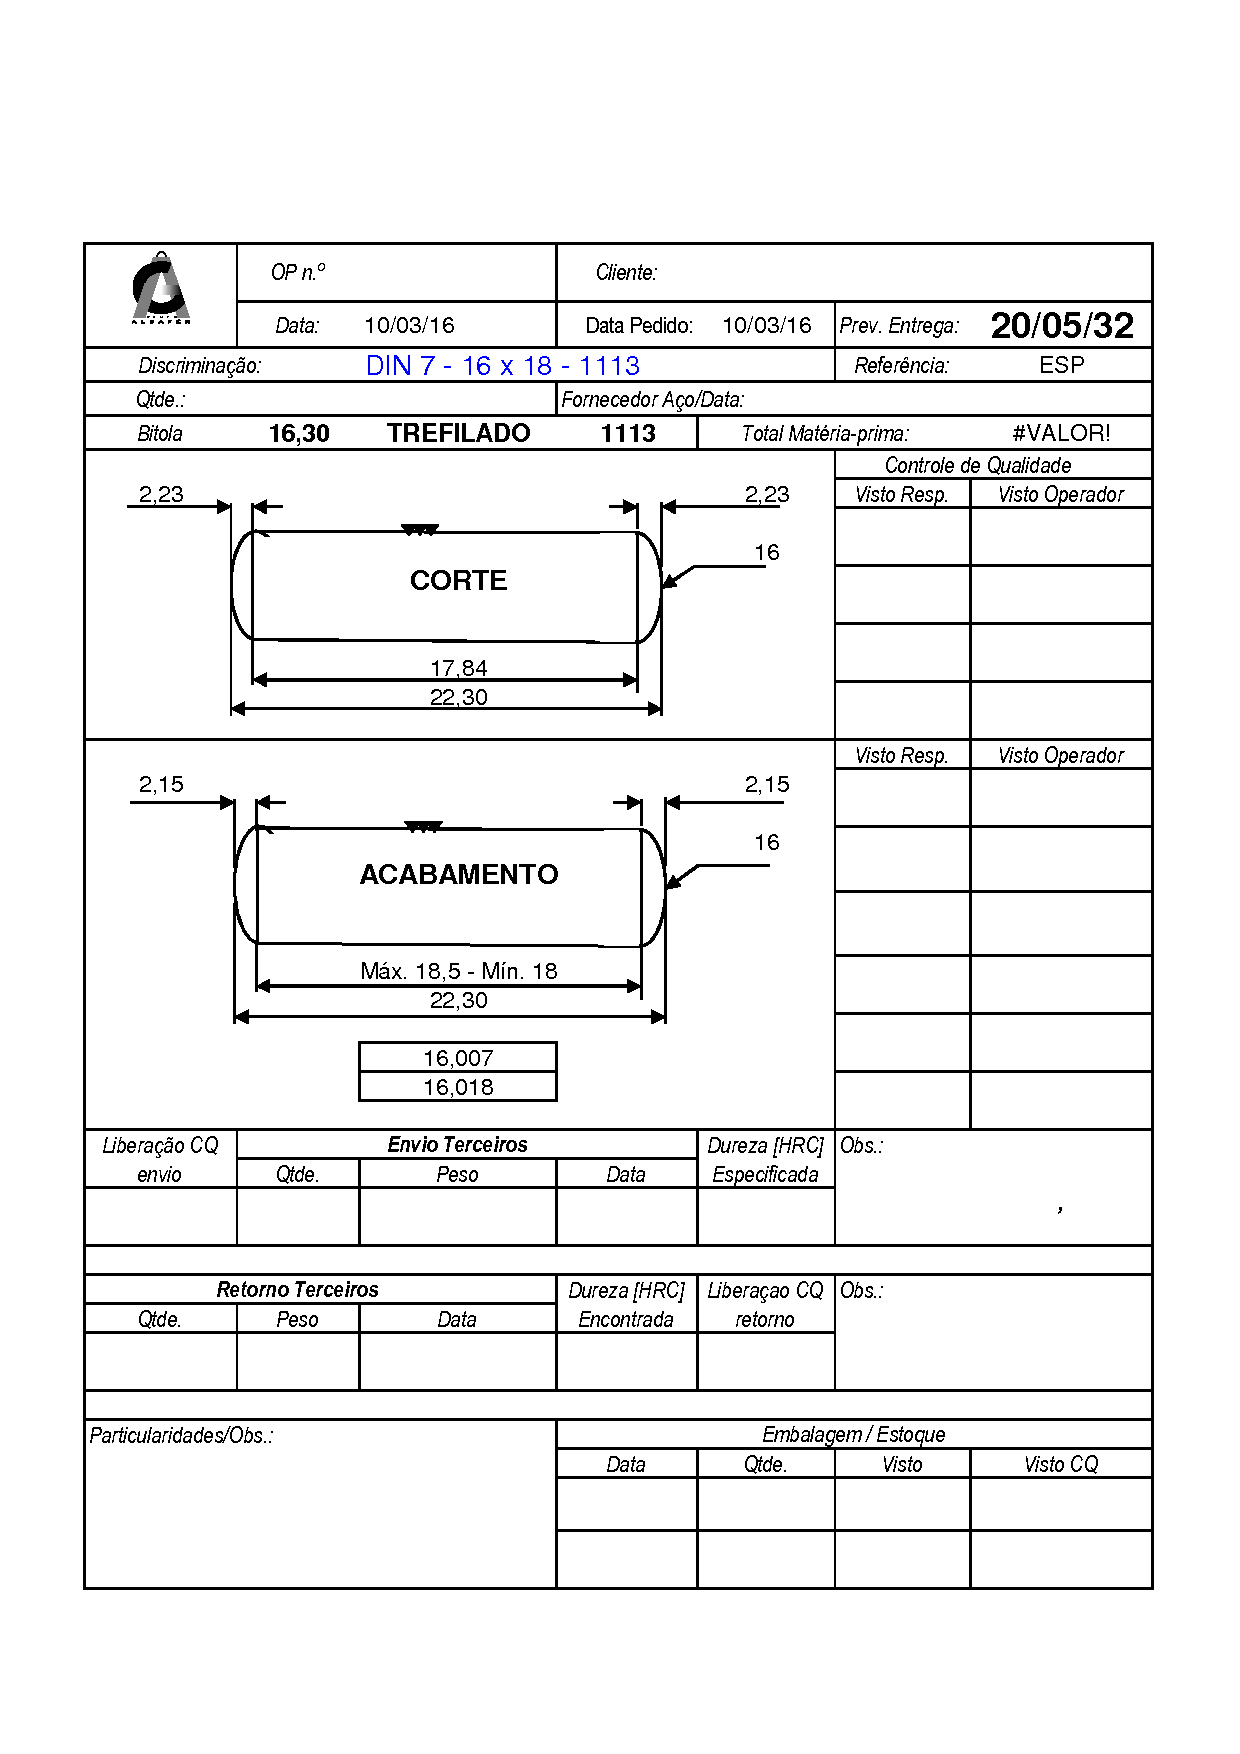 ALFAFER
OP n.º
Cliente:
Data: 10/03/16
Data Pedido: 10/03/16
Prev. Entrega: 20/05/32
Discriminação: DIN 7 - 16 x 18 - 1113
Referência: ESP
Qtde.:
Fornecedor Aço/Data:
Bitola 16,30 TREFILADO 1113
Total Matéria-prima: #VALOR!
Controle de Qualidade
Visto Resp. Visto Operador
2,23
2,23
16
CORTE
17,84
22,30
Visto Resp. Visto Operador
2,15
2,15
16
ACABAMENTO
Máx. 18,5 - Mín. 18
22,30
16,007
16,018
Liberação CQ
envio
Envio Terceiros
Qtde. Peso Data
Dureza [HRC]
Especificada
Obs.:
,
Retorno Terceiros
Qtde. Peso Data
Dureza [HRC]
Encontrada
Liberaçao CQ
retorno
Obs.:
Particularidades/Obs.:
Embalagem / Estoque
Data Qtde. Visto Visto CQ